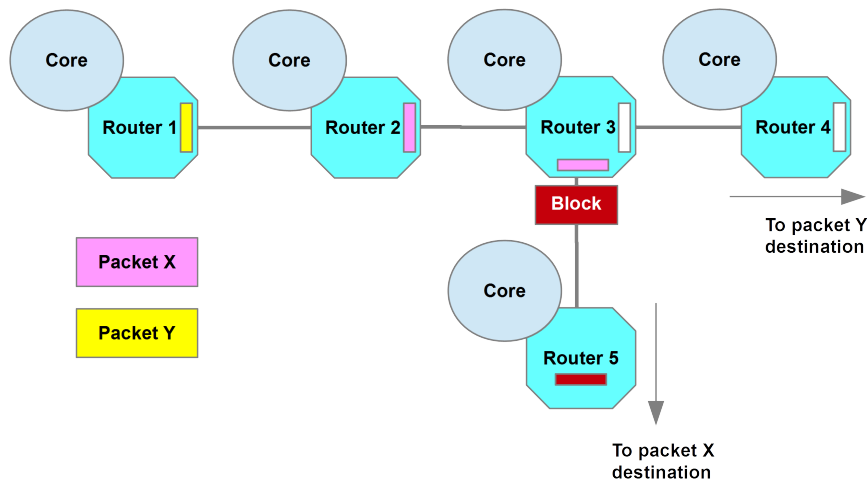 Core
Core
Core
Core
Router 1
Router 2
Router 3
Router 4
Block
To packet Y
destination
Packet X
Core
Packet Y
Router 5
To packet X
destination